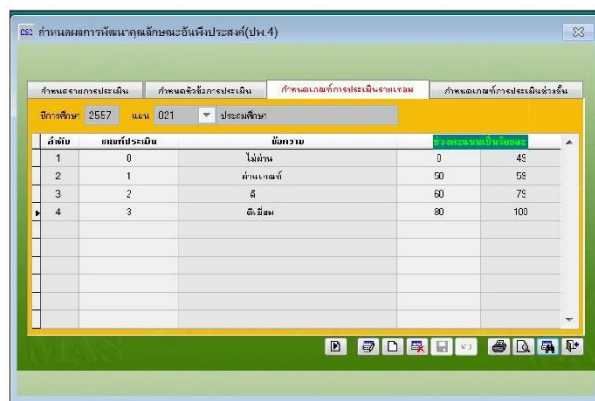 กำหนดผลการพัฒนาคุณลักษณะอันพึงประสงค์(ปพ.4)
กำหนดรายการประเมิน กำหนดหัวข้อการประเมิน กำหนดเกณฑ์การประเมินรายเทอม กำหนดเกณฑ์การประเมินช่วงชั้น
ปีการศึกษา 2557 แผน 021 ประถมศึกษา
ลำดับ เกณฑ์ประเมิน ข้อความ ช่วงคะแนนเป็นร้อยละ
1 0 ไม่ผ่าน 0 49
2 1 ผ่านเกณฑ์ 50 59
3 2 ดี 60 79
4 3 ดีเยี่ยม 80 100